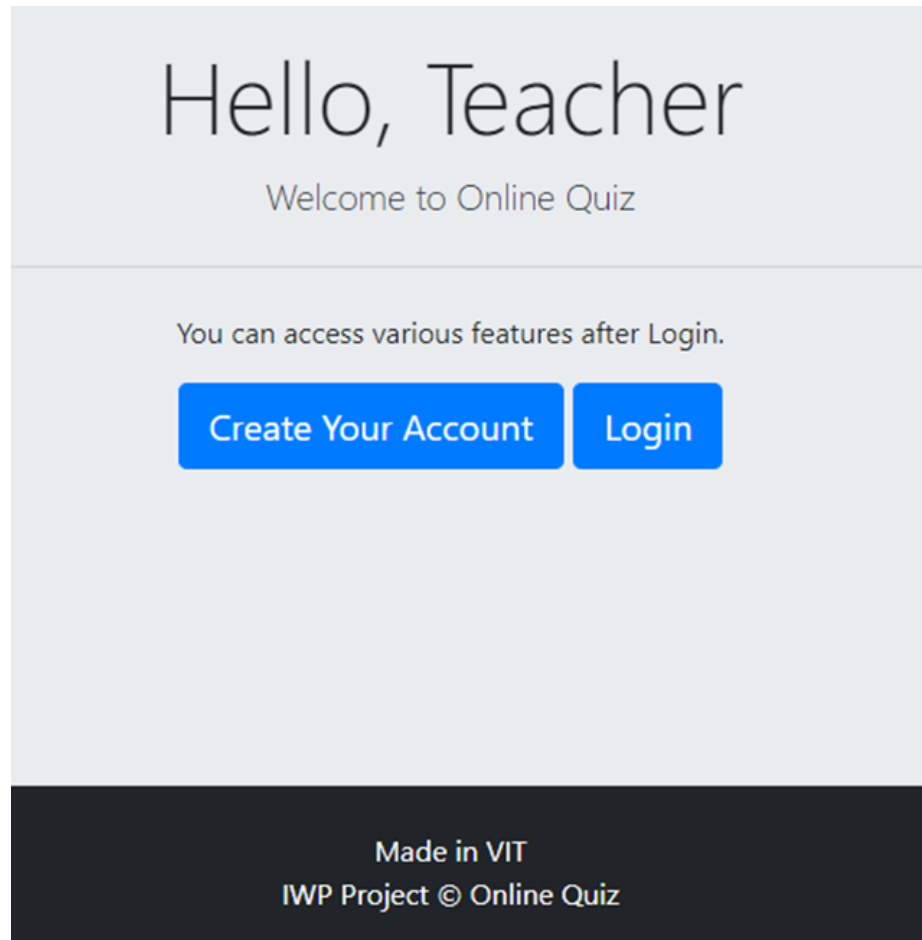 Hello, Teacher
Welcome to Online Quiz
You can access various features after Login.
Create Your Account Login
Made in VIT
IWP Project © Online Quiz